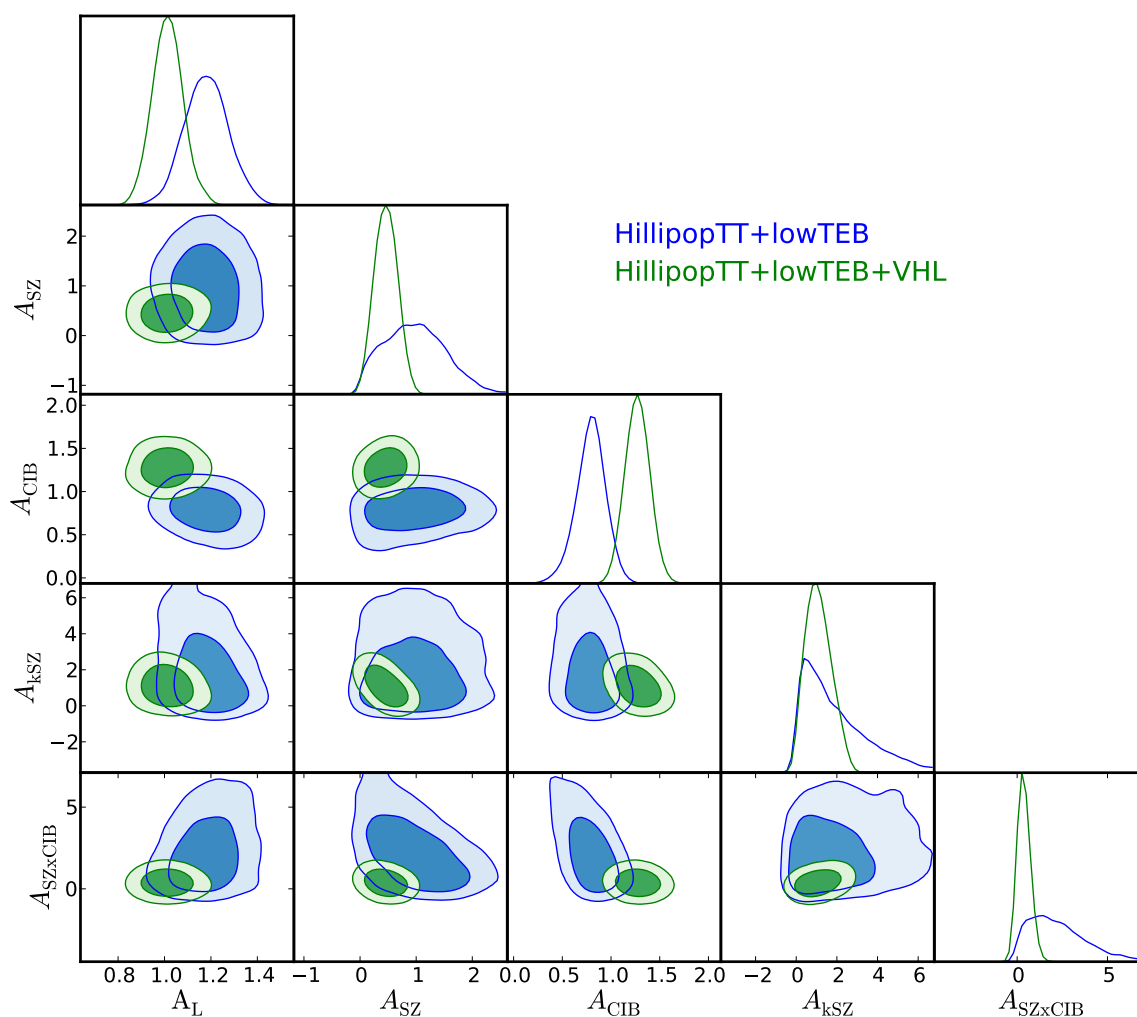 HillipopTT+lowTEB
HillipopTT+lowTEB+VHL
2
1
0
−1
A_SZ
2.0
1.5
1.0
0.5
0.0
A_CIB
6
4
2
0
−2
A_kSZ
5
0
A_SZxCIB
0.8 1.0 1.2 1.4
−1 0 1 2
0.0 0.5 1.0 1.5 2.0
−2 0 2 4 6
0 5
A_L A_SZ A_CIB A_kSZ A_SZxCIB